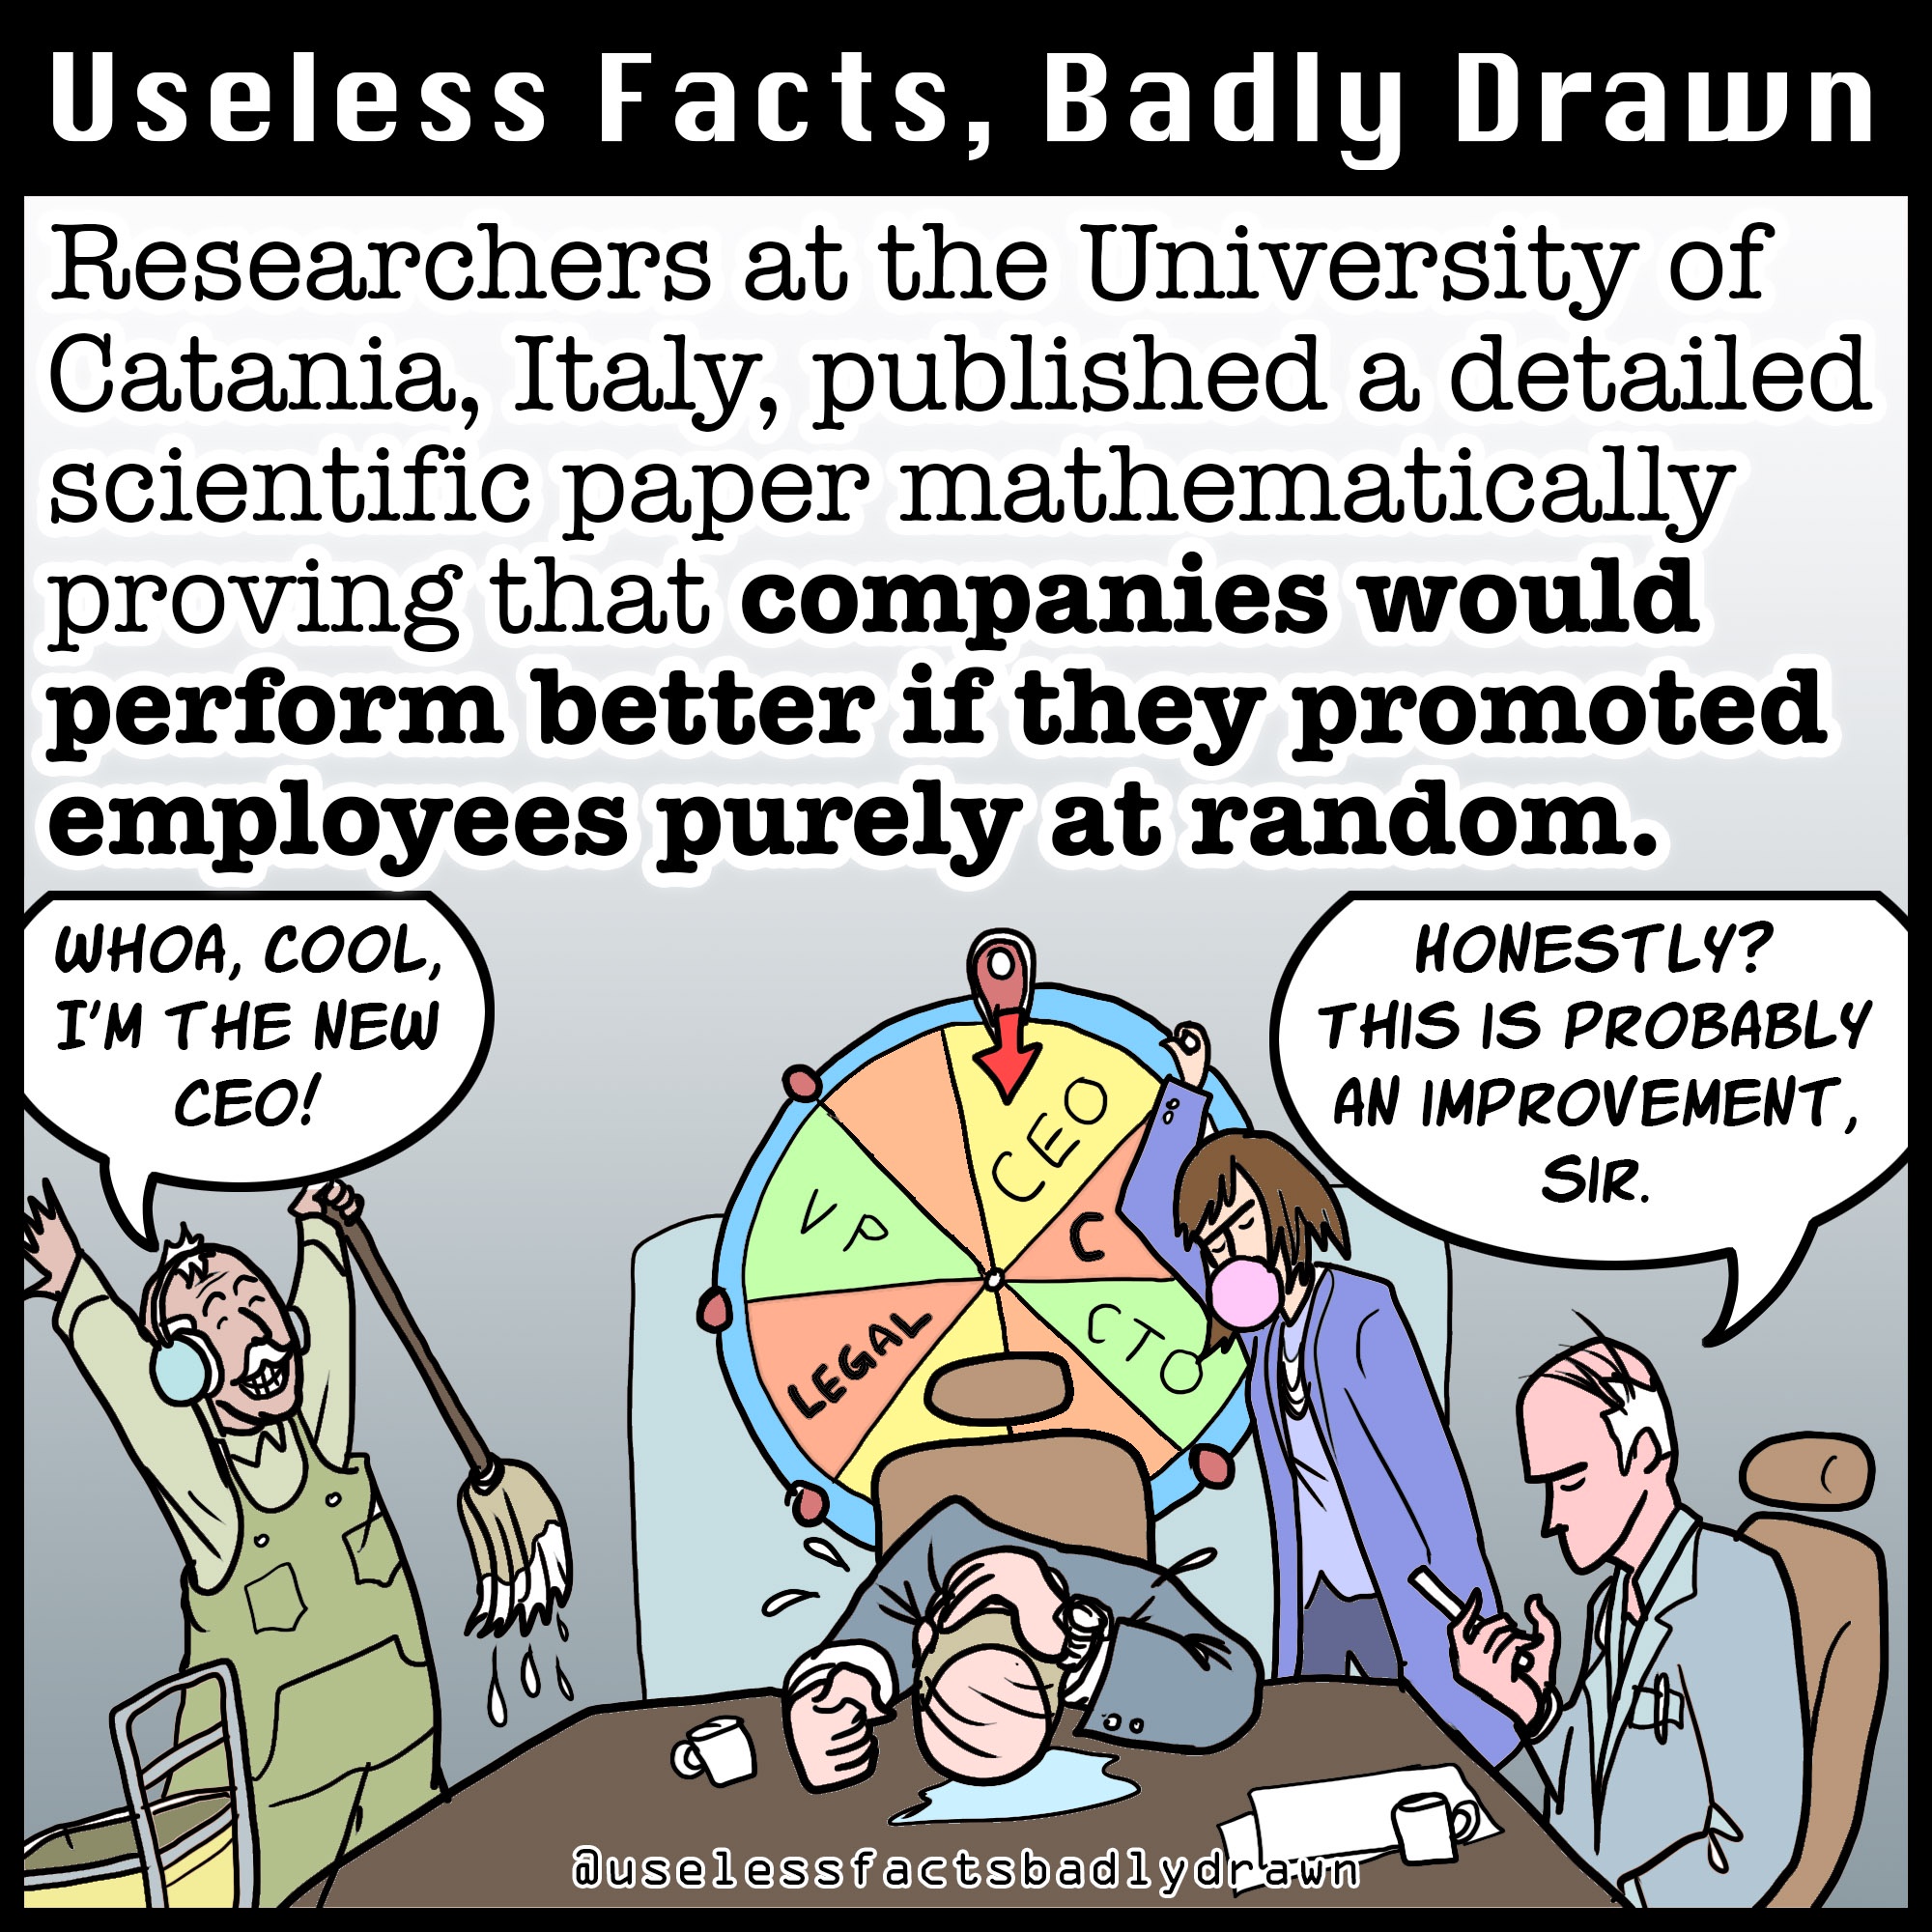 Useless Facts, Badly Drawn
Researchers at the University of
Catania, Italy, published a detailed
scientific paper mathematically
proving that companies would
perform better if they promoted
employees purely at random.
WHOA, COOL,
I'M THE NEW
CEO!
HONESTLY?
THIS IS PROBABLY
AN IMPROVEMENT,
SIR.
CEO
VP
C
LEGAL
CTO
@uselessfactsbadlydrawn